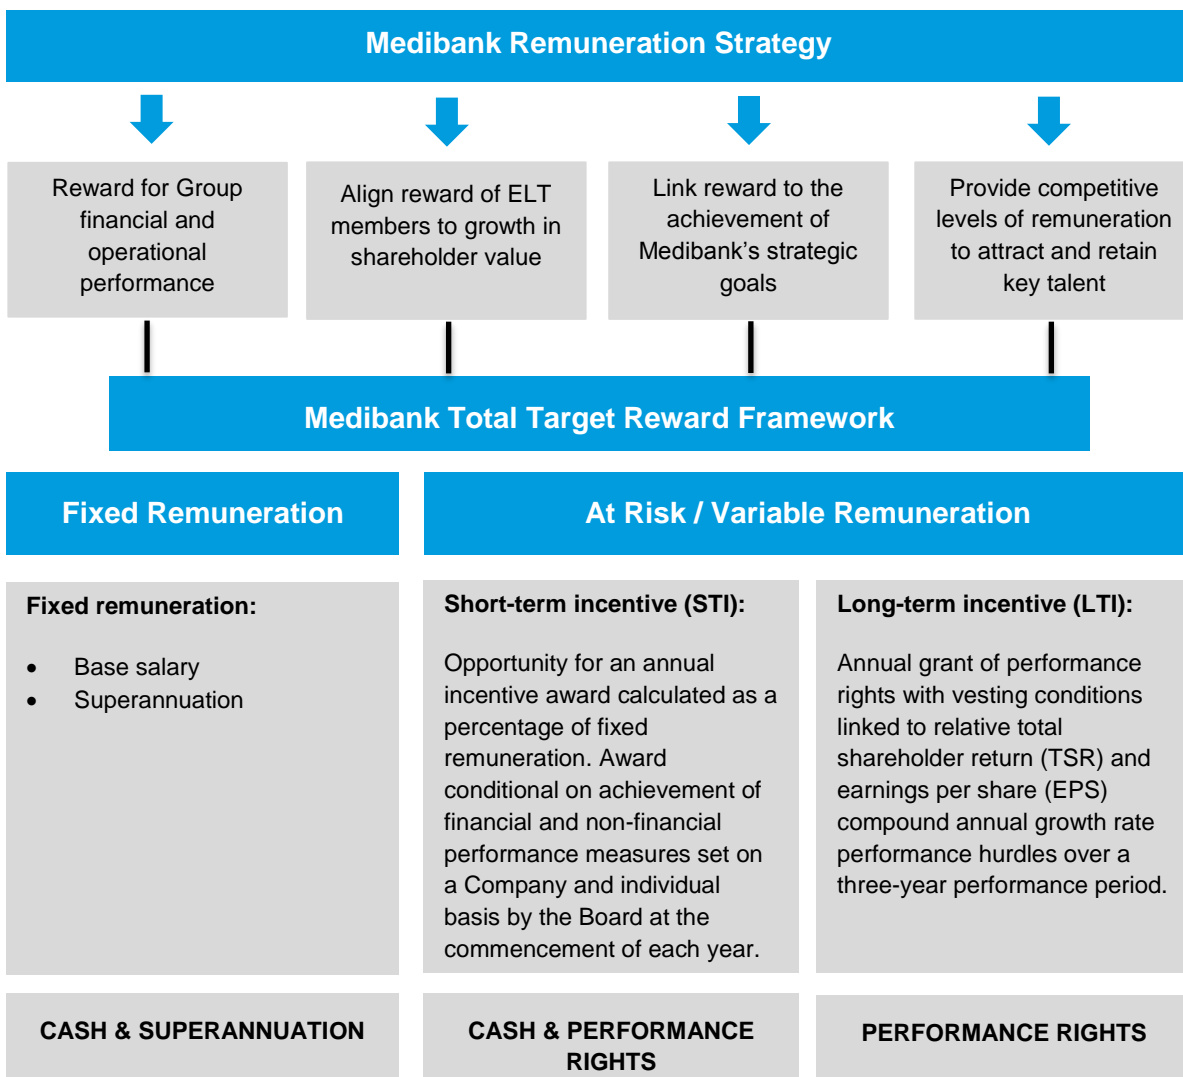 Medibank Remuneration Strategy
Reward for Group
financial and
operational
performance
Align reward of ELT
members to growth in
shareholder value
Link reward to the
achievement of
Medibank’s strategic
goals
Provide competitive
levels of remuneration
to attract and retain
key talent
Medibank Total Target Reward Framework
Fixed Remuneration
At Risk / Variable Remuneration
Fixed remuneration:
• Base salary
• Superannuation
Short-term incentive (STI):
Opportunity for an annual
incentive award calculated as a
percentage of fixed
remuneration. Award
conditional on achievement of
financial and non-financial
performance measures set on
a Company and individual
basis by the Board at the
commencement of each year.
Long-term incentive (LTI):
Annual grant of performance
rights with vesting conditions
linked to relative total
shareholder return (TSR) and
earnings per share (EPS)
compound annual growth rate
performance hurdles over a
three-year performance period.
CASH & SUPERANNUATION
CASH & PERFORMANCE
RIGHTS
PERFORMANCE RIGHTS